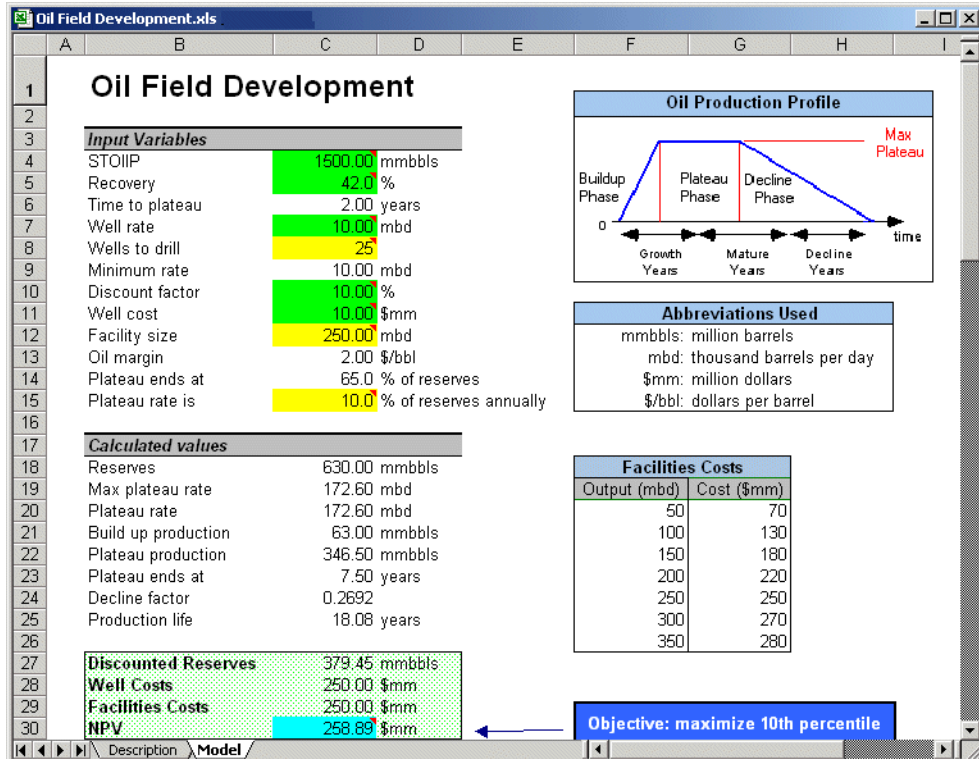 Oil Field Development.xls
A B C D E F G H I
1 Oil Field Development
Oil Production Profile
2
3 Input Variables
Max Plateau
4 STOIIP 1500.00 mmbbls
5 Recovery 42.0 %
Buildup Phase Plateau Phase Decline Phase
6 Time to plateau 2.00 years
7 Well rate 10.00 mbd
0 time
8 Wells to drill 25
Growth Years Mature Years Decline Years
9 Minimum rate 10.00 mbd
10 Discount factor 10.00 %
11 Well cost 10.00 $mm Abbreviations Used
12 Facility size 250.00 mbd mmbbls: million barrels
13 Oil margin 2.00 $/bbl mbd: thousand barrels per day
14 Plateau ends at 65.0 % of reserves $mm: million dollars
15 Plateau rate is 10.0 % of reserves annually $/bbl: dollars per barrel
16
17 Calculated values
18 Reserves 630.00 mmbbls Facilities Costs
19 Max plateau rate 172.60 mbd Output (mbd) Cost ($mm)
20 Plateau rate 172.60 mbd 50 70
21 Build up production 63.00 mmbbls 100 130
22 Plateau production 346.50 mmbbls 150 180
23 Plateau ends at 7.50 years 200 220
24 Decline factor 0.2692 250 250
25 Production life 18.08 years 300 270
26 350 280
27 Discounted Reserves 379.45 mmbbls
28 Well Costs 250.00 $mm
29 Facilities Costs 250.00 $mm
30 NPV 258.89 $mm Objective: maximize 10th percentile
Description Model